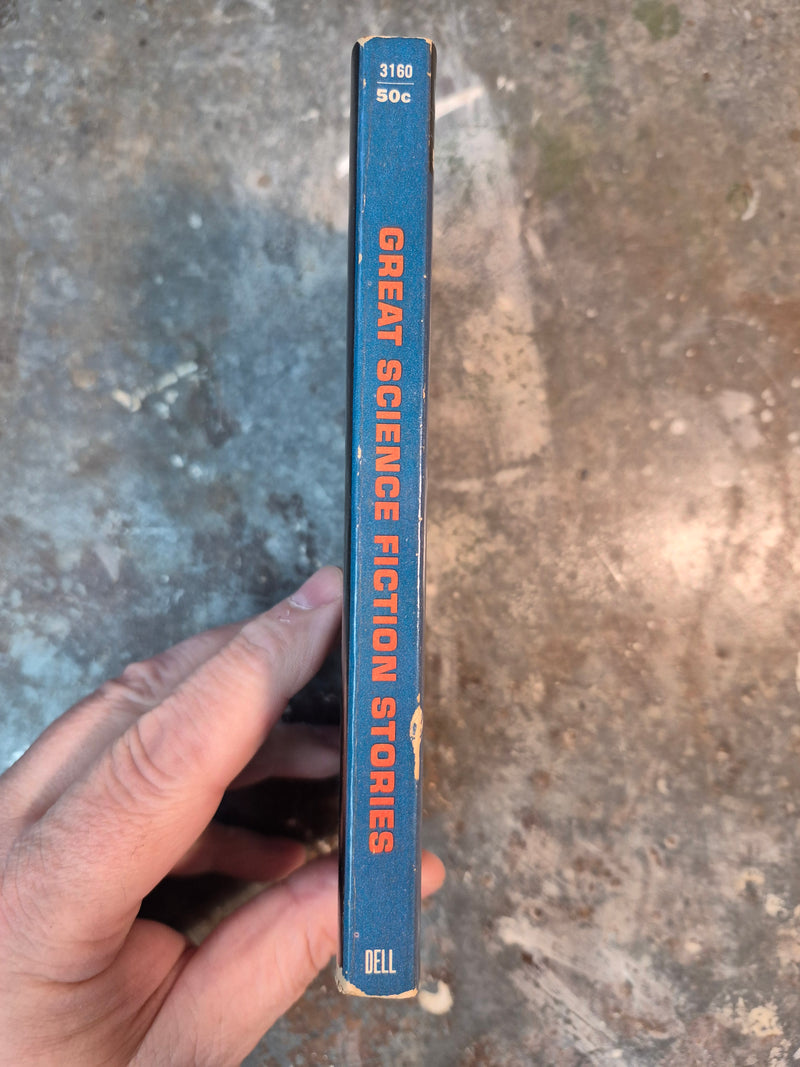 3160
50c
GREAT SCIENCE FICTION STORIES
DELL